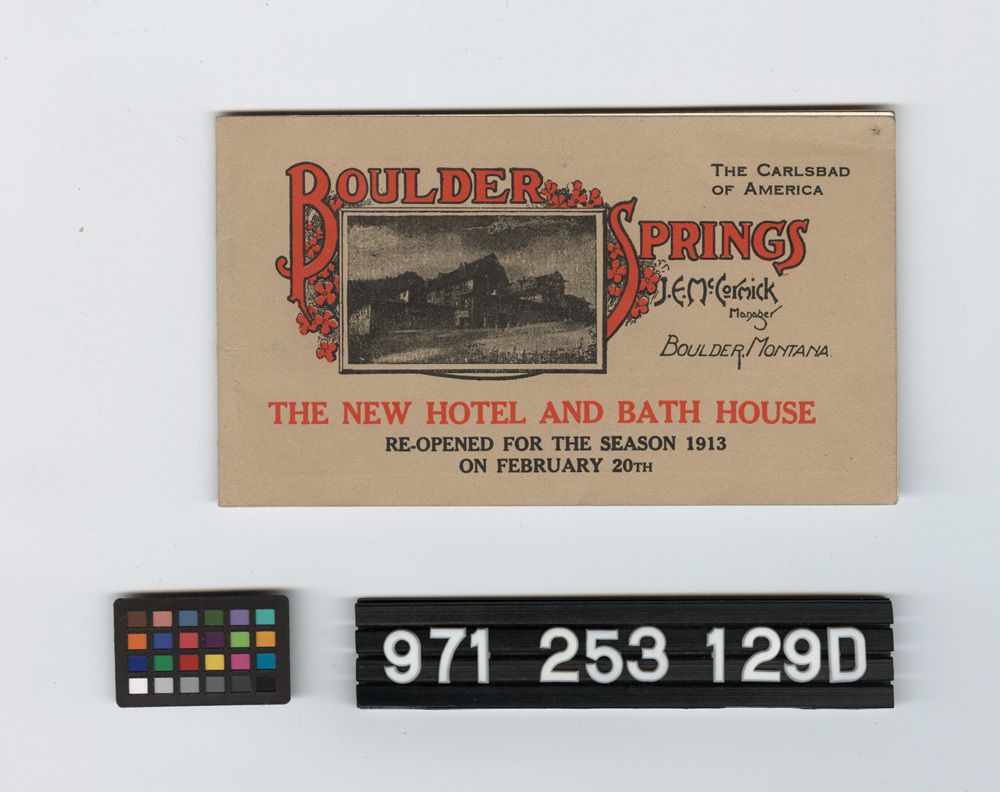 BOULDER
SPRINGS
THE CARLSBAD
OF AMERICA
J. E. McCormick
Manager
BOULDER, MONTANA.
THE NEW HOTEL AND BATH HOUSE
RE-OPENED FOR THE SEASON 1913
ON FEBRUARY 20TH
971 253 129D